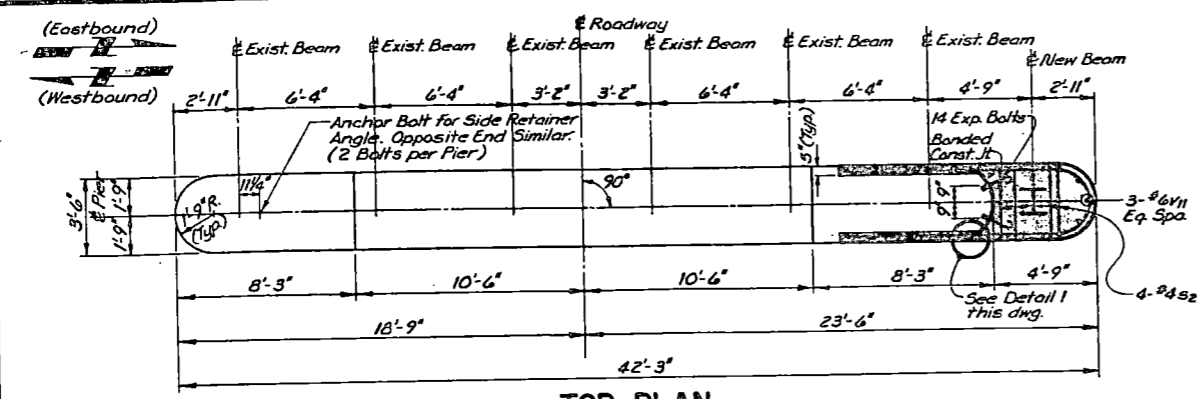 (Eastbound)
(Westbound)
℄ Roadway
℄ Exist. Beam
℄ Exist. Beam
℄ Exist. Beam
℄ Exist. Beam
℄ Exist. Beam
℄ Exist. Beam
℄ New Beam
2'-11"
6'-4"
6'-4"
3'-2"
3'-2"
6'-4"
6'-4"
4'-9"
2'-11"
Anchor Bolt for Side Retainer
Angle. Opposite End Similar.
(2 Bolts per Pier)
14 Exp. Bolts
Bonded
Const. Jt.
5" (Typ.)
11¼"
90°
3'-6"
℄ Pier
1'-9"
1'-9"
1'-9" R.
(Typ.)
9"
9"
3-#6V11
Eq. Spa.
4-#4S2
See Detail 1
this dwg.
8'-3"
10'-6"
10'-6"
8'-3"
4'-9"
18'-9"
23'-6"
42'-3"
TOP PLAN